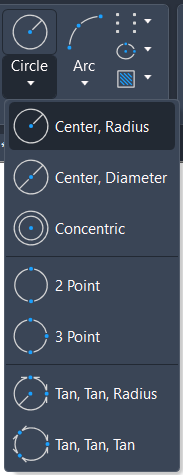 Circle
Arc
Center, Radius
Center, Diameter
Concentric
2 Point
3 Point
Tan, Tan, Radius
Tan, Tan, Tan